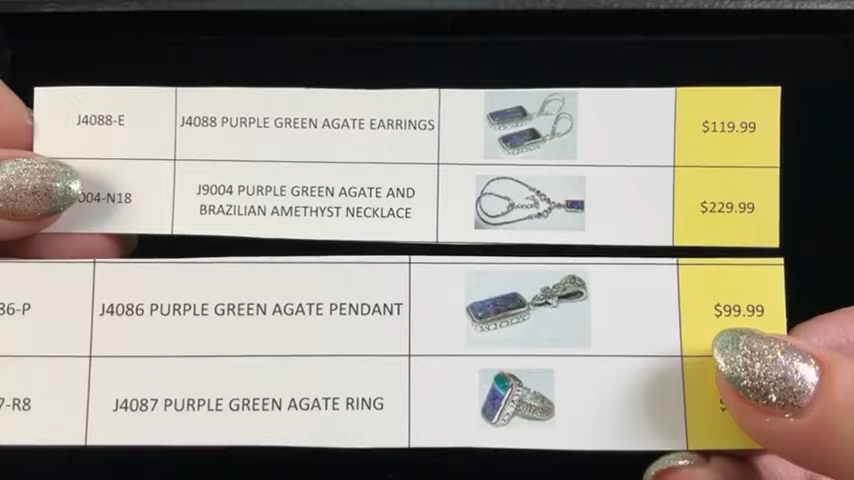 J4088-E
J4088 PURPLE GREEN AGATE EARRINGS
$119.99
004-N18
J9004 PURPLE GREEN AGATE AND
BRAZILIAN AMETHYST NECKLACE
$229.99
86-P
J4086 PURPLE GREEN AGATE PENDANT
$99.99
7-R8
J4087 PURPLE GREEN AGATE RING